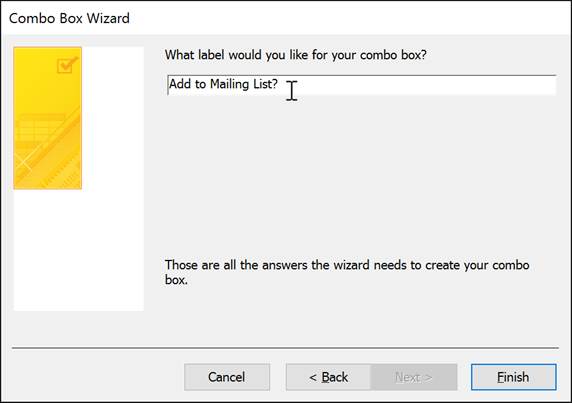 Combo Box Wizard
What label would you like for your combo box?
Add to Mailing List?
Those are all the answers the wizard needs to create your combo
box.
Cancel
< Back
Next >
Finish